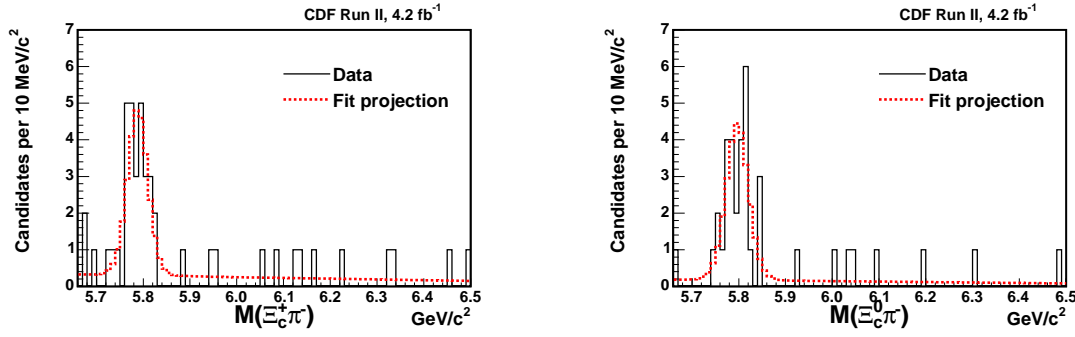 CDF Run II, 4.2 fb⁻¹
Candidates per 10 MeV/c²
7
6
5
4
3
2
1
0
Data
Fit projection
5.7 5.8 5.9 6.0 6.1 6.2 6.3 6.4 6.5
M(Ξc⁺π⁻) GeV/c²
CDF Run II, 4.2 fb⁻¹
Candidates per 10 MeV/c²
7
6
5
4
3
2
1
0
Data
Fit projection
5.7 5.8 5.9 6.0 6.1 6.2 6.3 6.4 6.5
M(Ξc⁰π⁻) GeV/c²